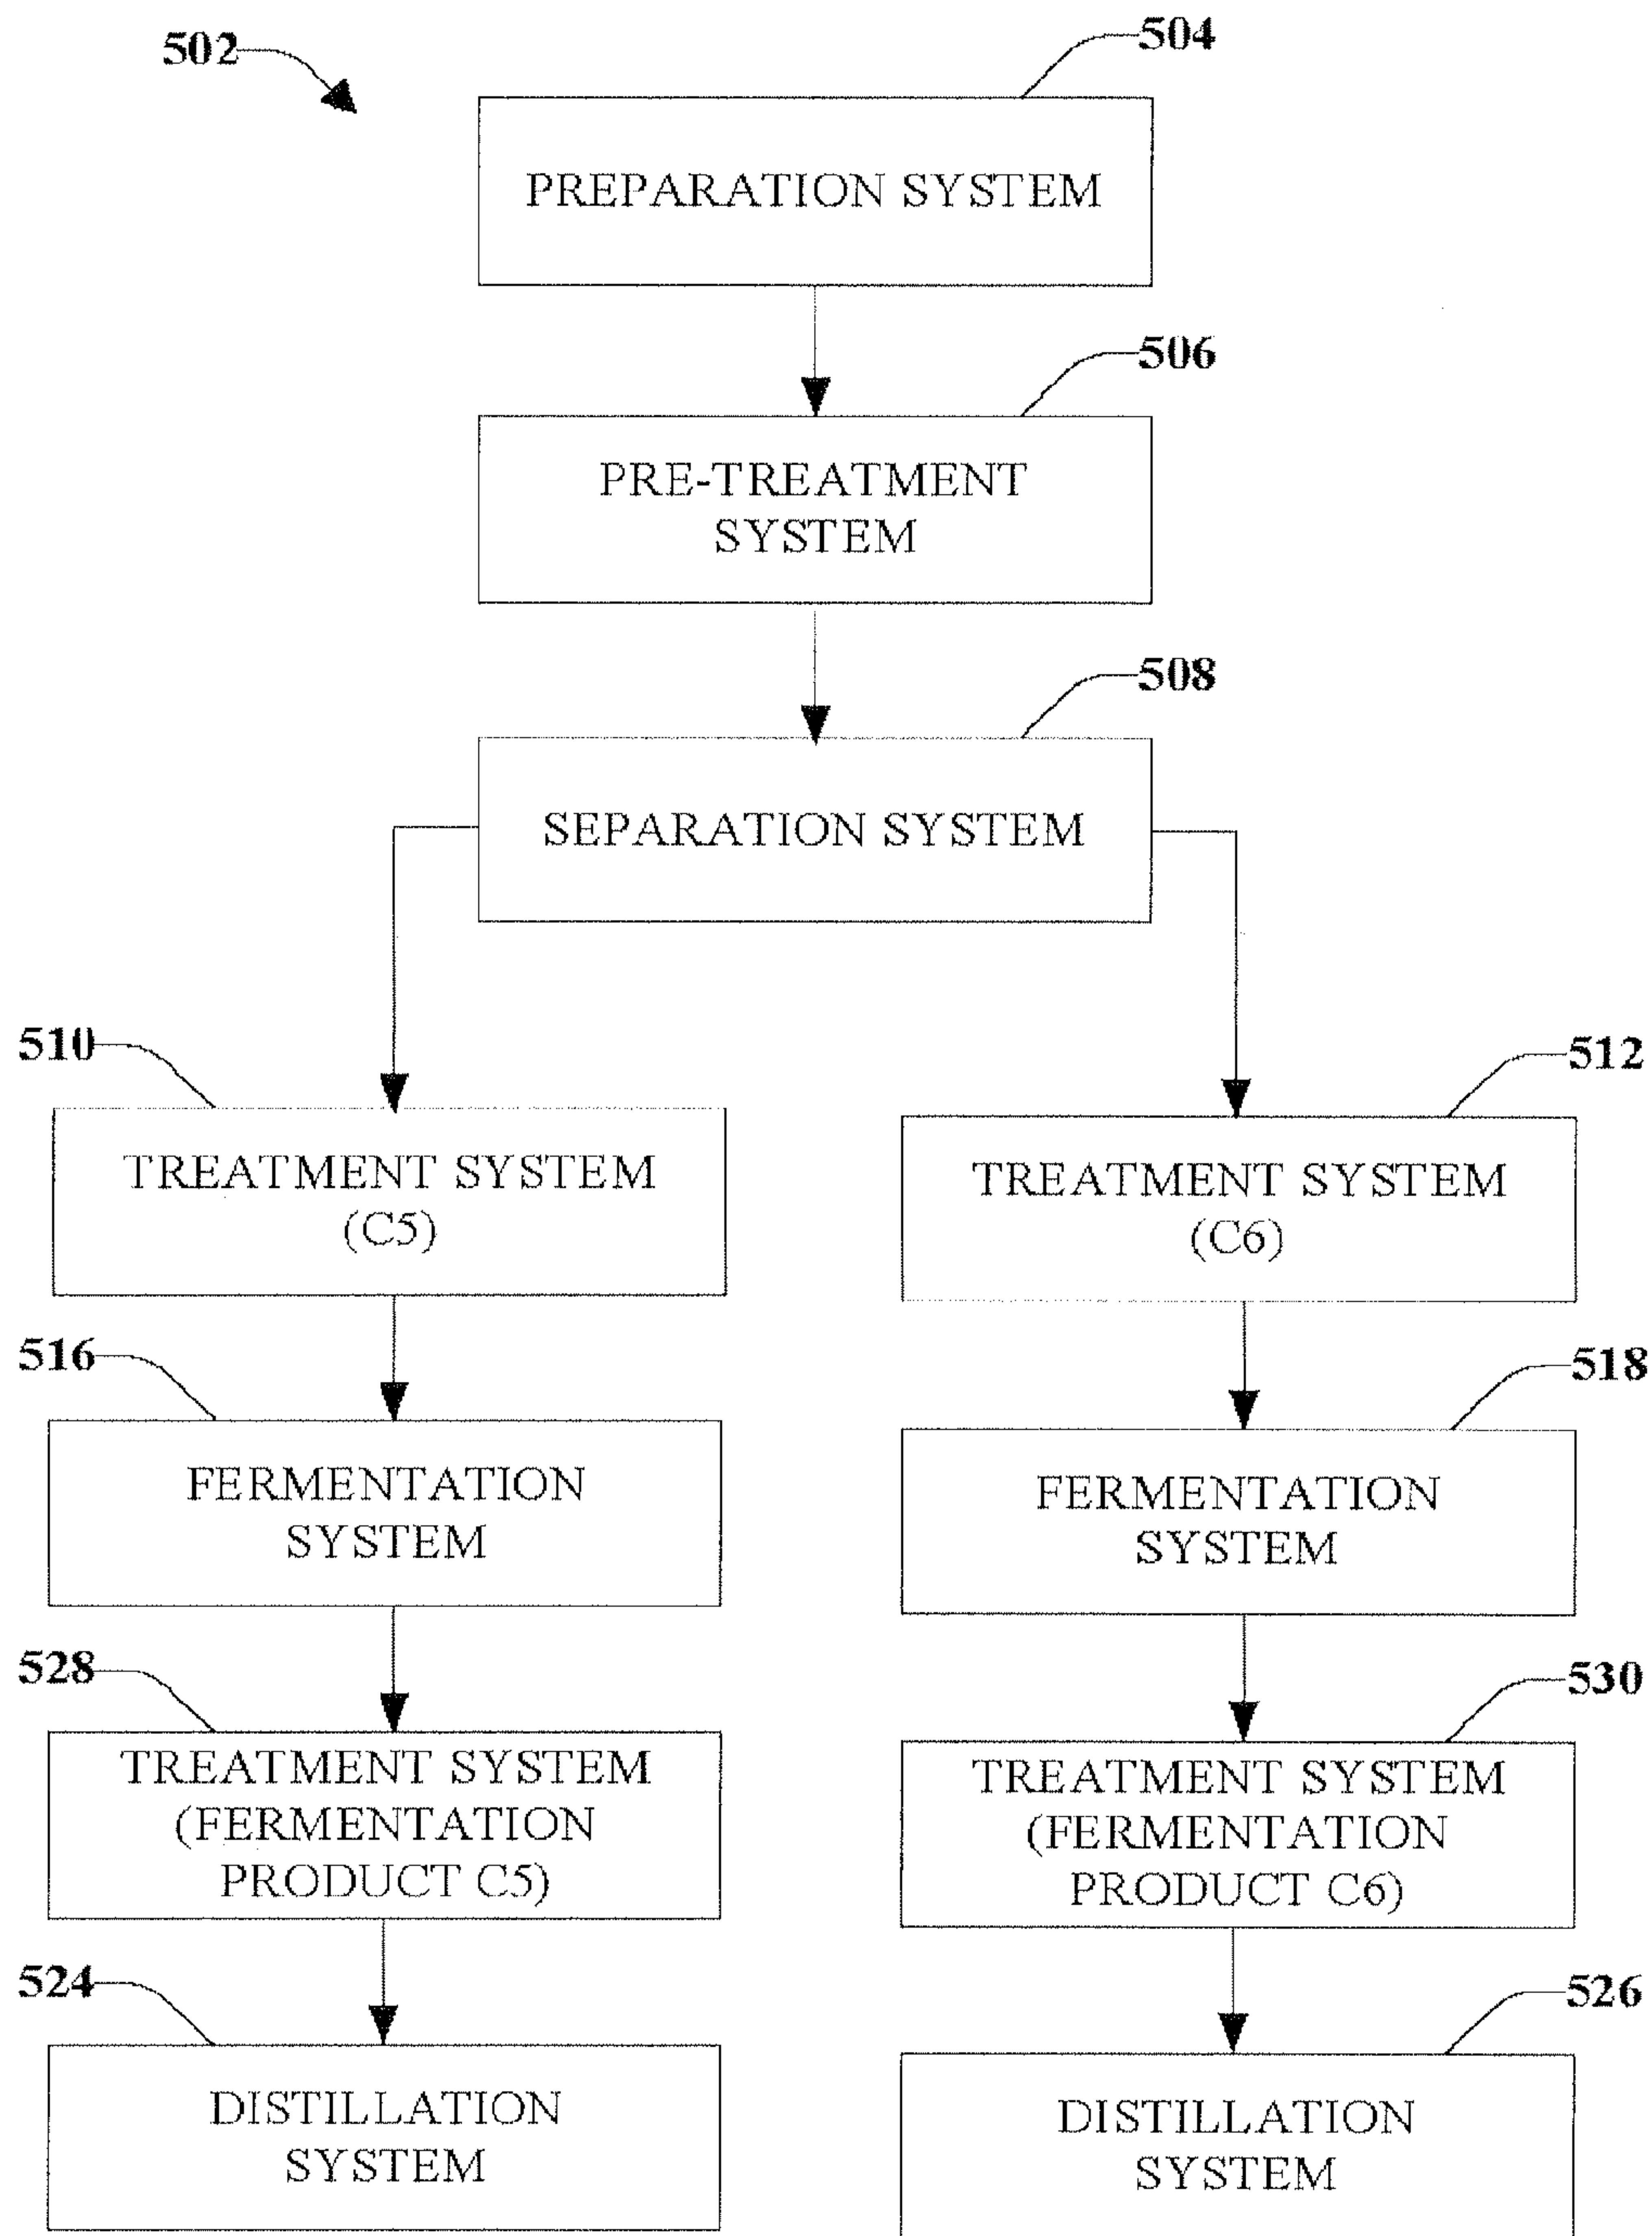 502
504
PREPARATION SYSTEM
506
PRE-TREATMENT
SYSTEM
508
SEPARATION SYSTEM
510
TREATMENT SYSTEM
(C5)
512
TREATMENT SYSTEM
(C6)
516
FERMENTATION
SYSTEM
518
FERMENTATION
SYSTEM
528
TREATMENT SYSTEM
(FERMENTATION
PRODUCT C5)
530
TREATMENT SYSTEM
(FERMENTATION
PRODUCT C6)
524
DISTILLATION
SYSTEM
526
DISTILLATION
SYSTEM